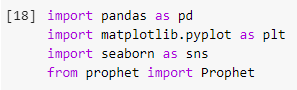 [18] import pandas as pd
import matplotlib.pyplot as plt
import seaborn as sns
from prophet import Prophet